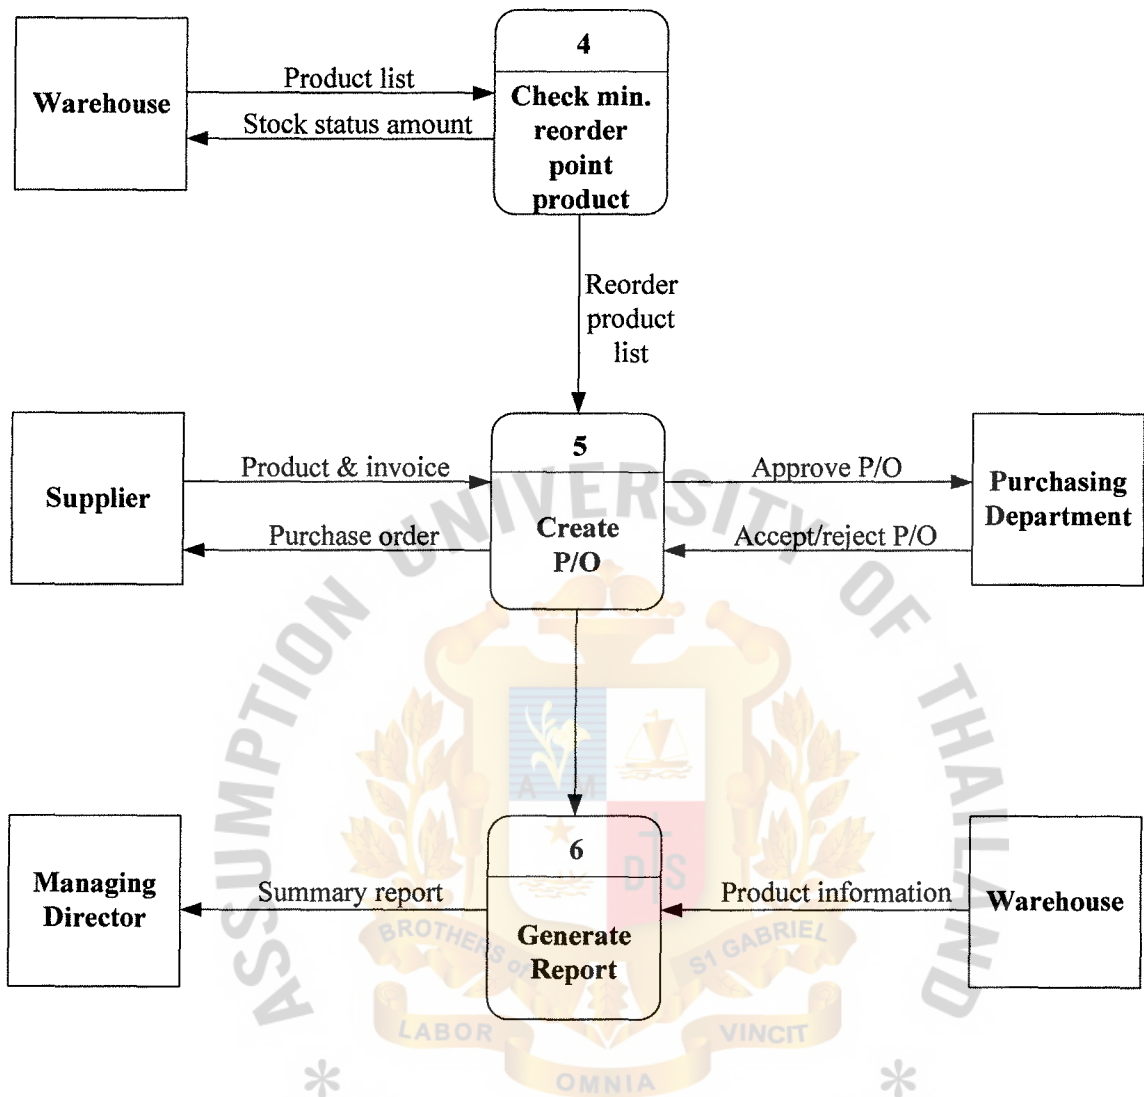 4
Product list
Warehouse
Check min.
reorder
point
product
Stock status amount
Reorder
product
list
5
Product & invoice
Approve P/O
Supplier
Purchasing
Department
Create
P/O
Purchase order
Accept/reject P/O
ASSUMPTION UNIVERSITY OF THAILAND
A M
6
D S
Managing
Director
Summary report
Product information
Warehouse
Generate
Report
BROTHERS of
S1 GABRIEL
LABOR
VINCIT
OMNIA
* *